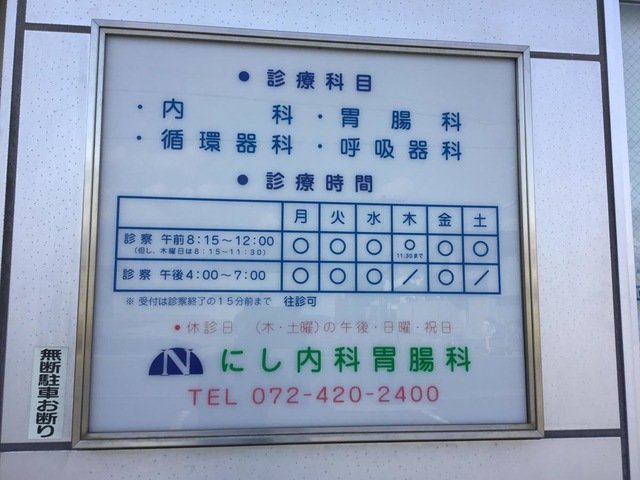 ● 診療科目
・内 科・胃腸科
・循環器科・呼吸器科
● 診療時間
月 火 水 木 金 土
診察 午前8:15～12:00 ○ ○ ○ ○ ○ ○
(但し、木曜日は8:15～11:30) 11:30まで
診察 午後4:00～7:00 ○ ○ ○ ／ ○ ／
※ 受付は診察終了の15分前まで 往診可
● 休診日 (木・土曜)の午後・日曜・祝日
N にし内科胃腸科
TEL 072-420-2400
無断駐車お断り